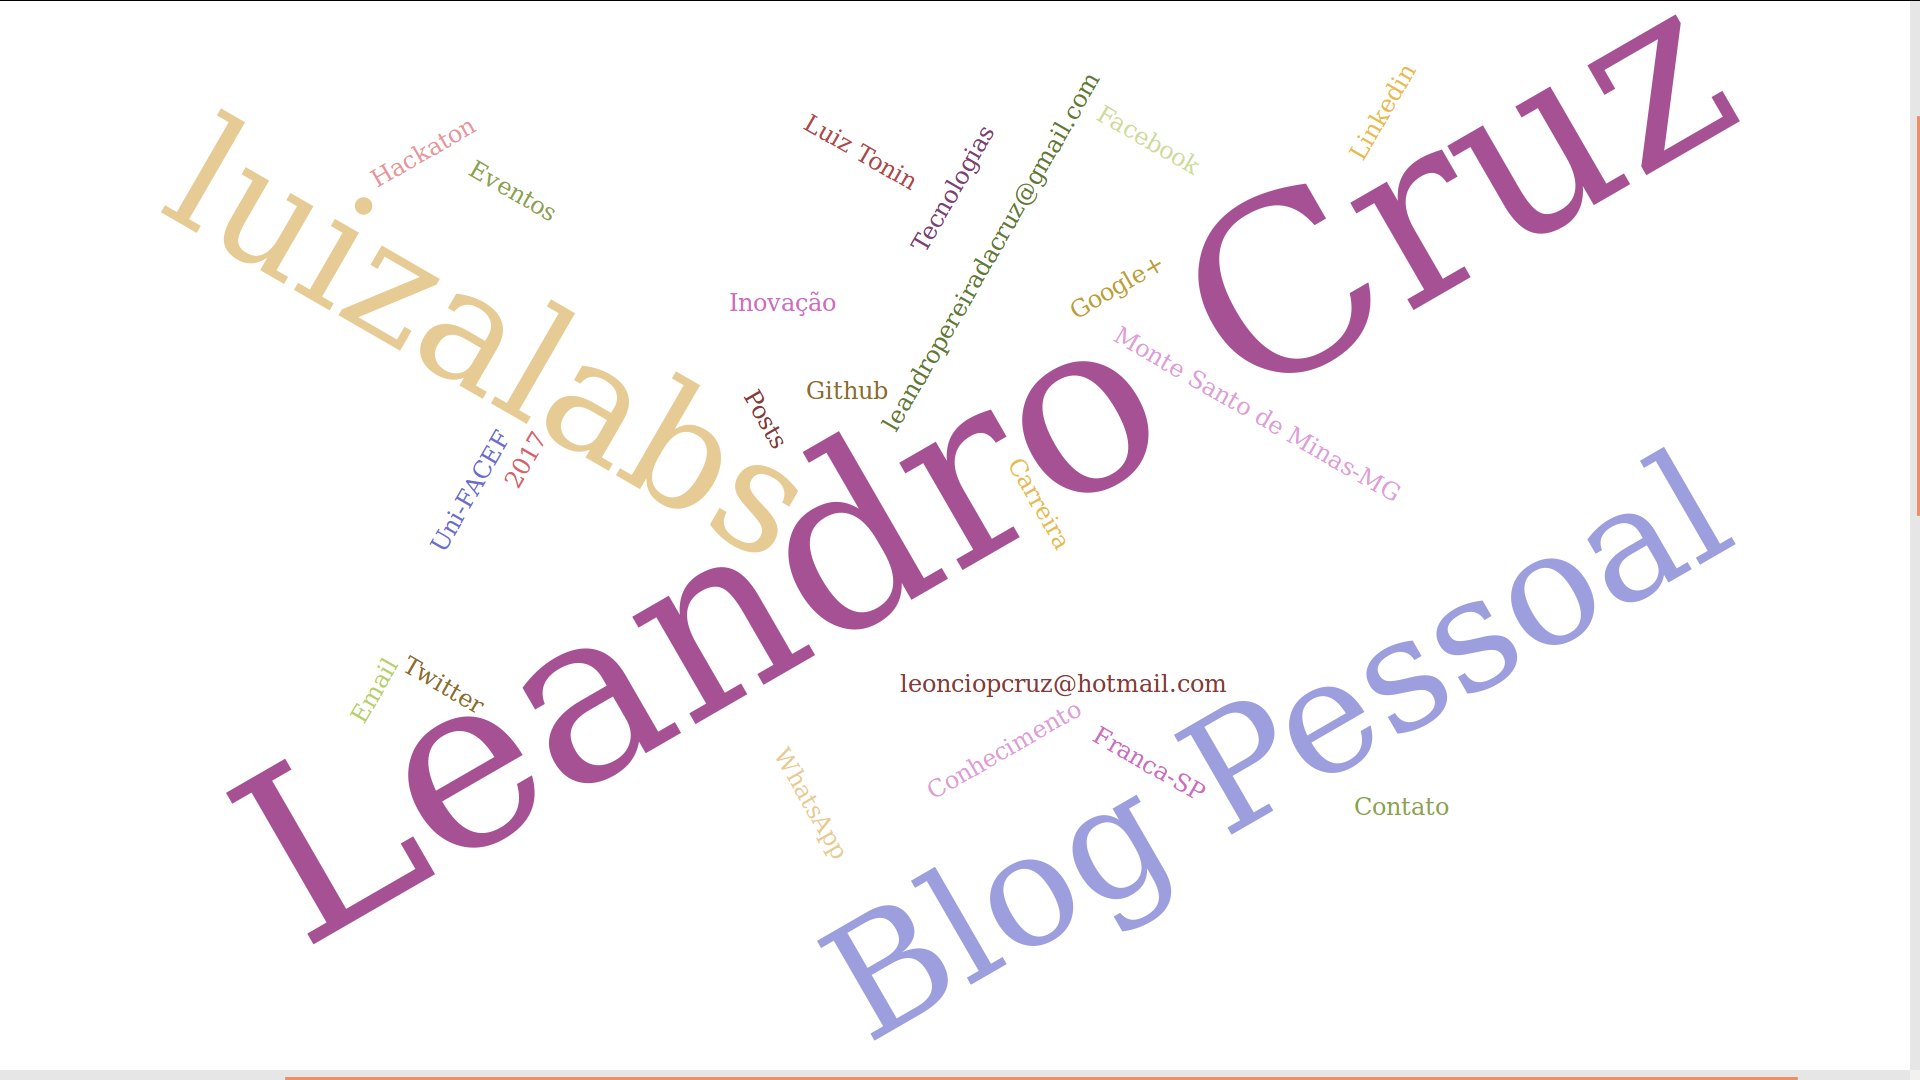 luizalabs
Hackaton
Eventos
Luiz Tonin
Tecnologias
leandropereiradacruz@gmail.com
Facebook
Linkedin
Leandro Cruz
Inovação
Google+
Monte Santo de Minas-MG
Github
Posts
Uni-FACEF
2017
Carreira
Blog Pessoal
Email
Twitter
leonciopcruz@hotmail.com
Conhecimento
Franca-SP
WhatsApp
Contato